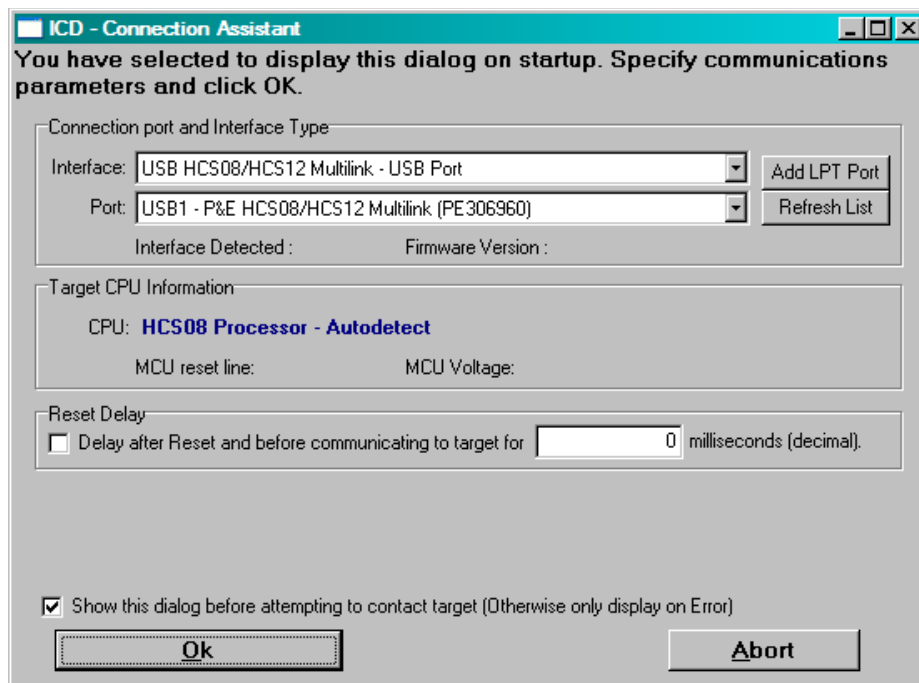 ICD - Connection Assistant
You have selected to display this dialog on startup. Specify communications
parameters and click OK.
Connection port and Interface Type
Interface: USB HCS08/HCS12 Multilink - USB Port Add LPT Port
Port: USB1 - P&E HCS08/HCS12 Multilink (PE306960) Refresh List
Interface Detected : Firmware Version :
Target CPU Information
CPU: HCS08 Processor - Autodetect
MCU reset line: MCU Voltage:
Reset Delay
Delay after Reset and before communicating to target for 0 milliseconds (decimal).
Show this dialog before attempting to contact target (Otherwise only display on Error)
Ok Abort